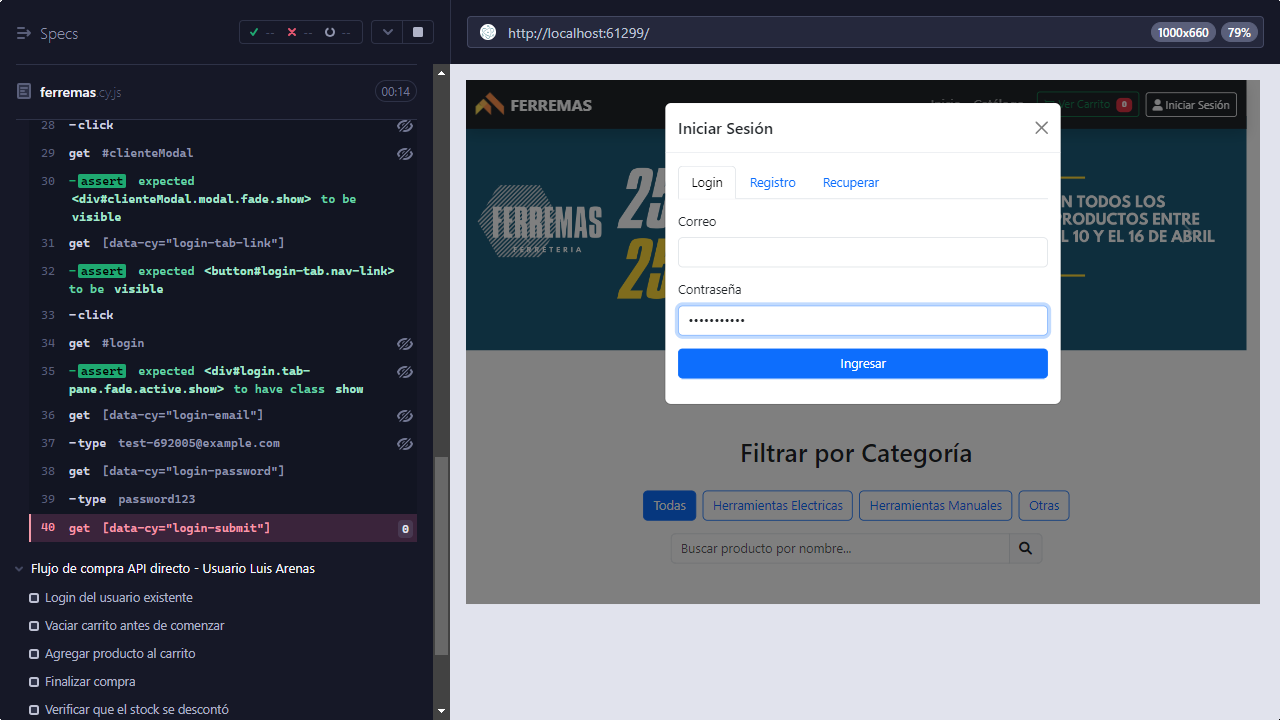 Specs
--
--
--
http://localhost:61299/
1000x660
79%
ferremas.cy.js
00:14
28 -click
29 get #clienteModal
30 -assert expected
<div#clienteModal.modal.fade.show> to be
visible
31 get [data-cy="login-tab-link"]
32 -assert expected <button#login-tab.nav-link>
to be visible
33 -click
34 get #login
35 -assert expected <div#login.tab-
pane.fade.active.show> to have class show
36 get [data-cy="login-email"]
37 -type test-692005@example.com
38 get [data-cy="login-password"]
39 -type password123
40 get [data-cy="login-submit"] 0
Flujo de compra API directo - Usuario Luis Arenas
Login del usuario existente
Vaciar carrito antes de comenzar
Agregar producto al carrito
Finalizar compra
Verificar que el stock se descontó
FERREMAS
Inicio Catálogo Ver Carrito 0 Iniciar Sesión
Iniciar Sesión
Login Registro Recuperar
Correo
Contraseña
•••••••••••
Ingresar
FERREMAS
FERRETERIA
25
25
N TODOS LOS
PRODUCTOS ENTRE
L 10 Y EL 16 DE ABRIL
Filtrar por Categoría
Todas Herramientas Electricas Herramientas Manuales Otras
Buscar producto por nombre...